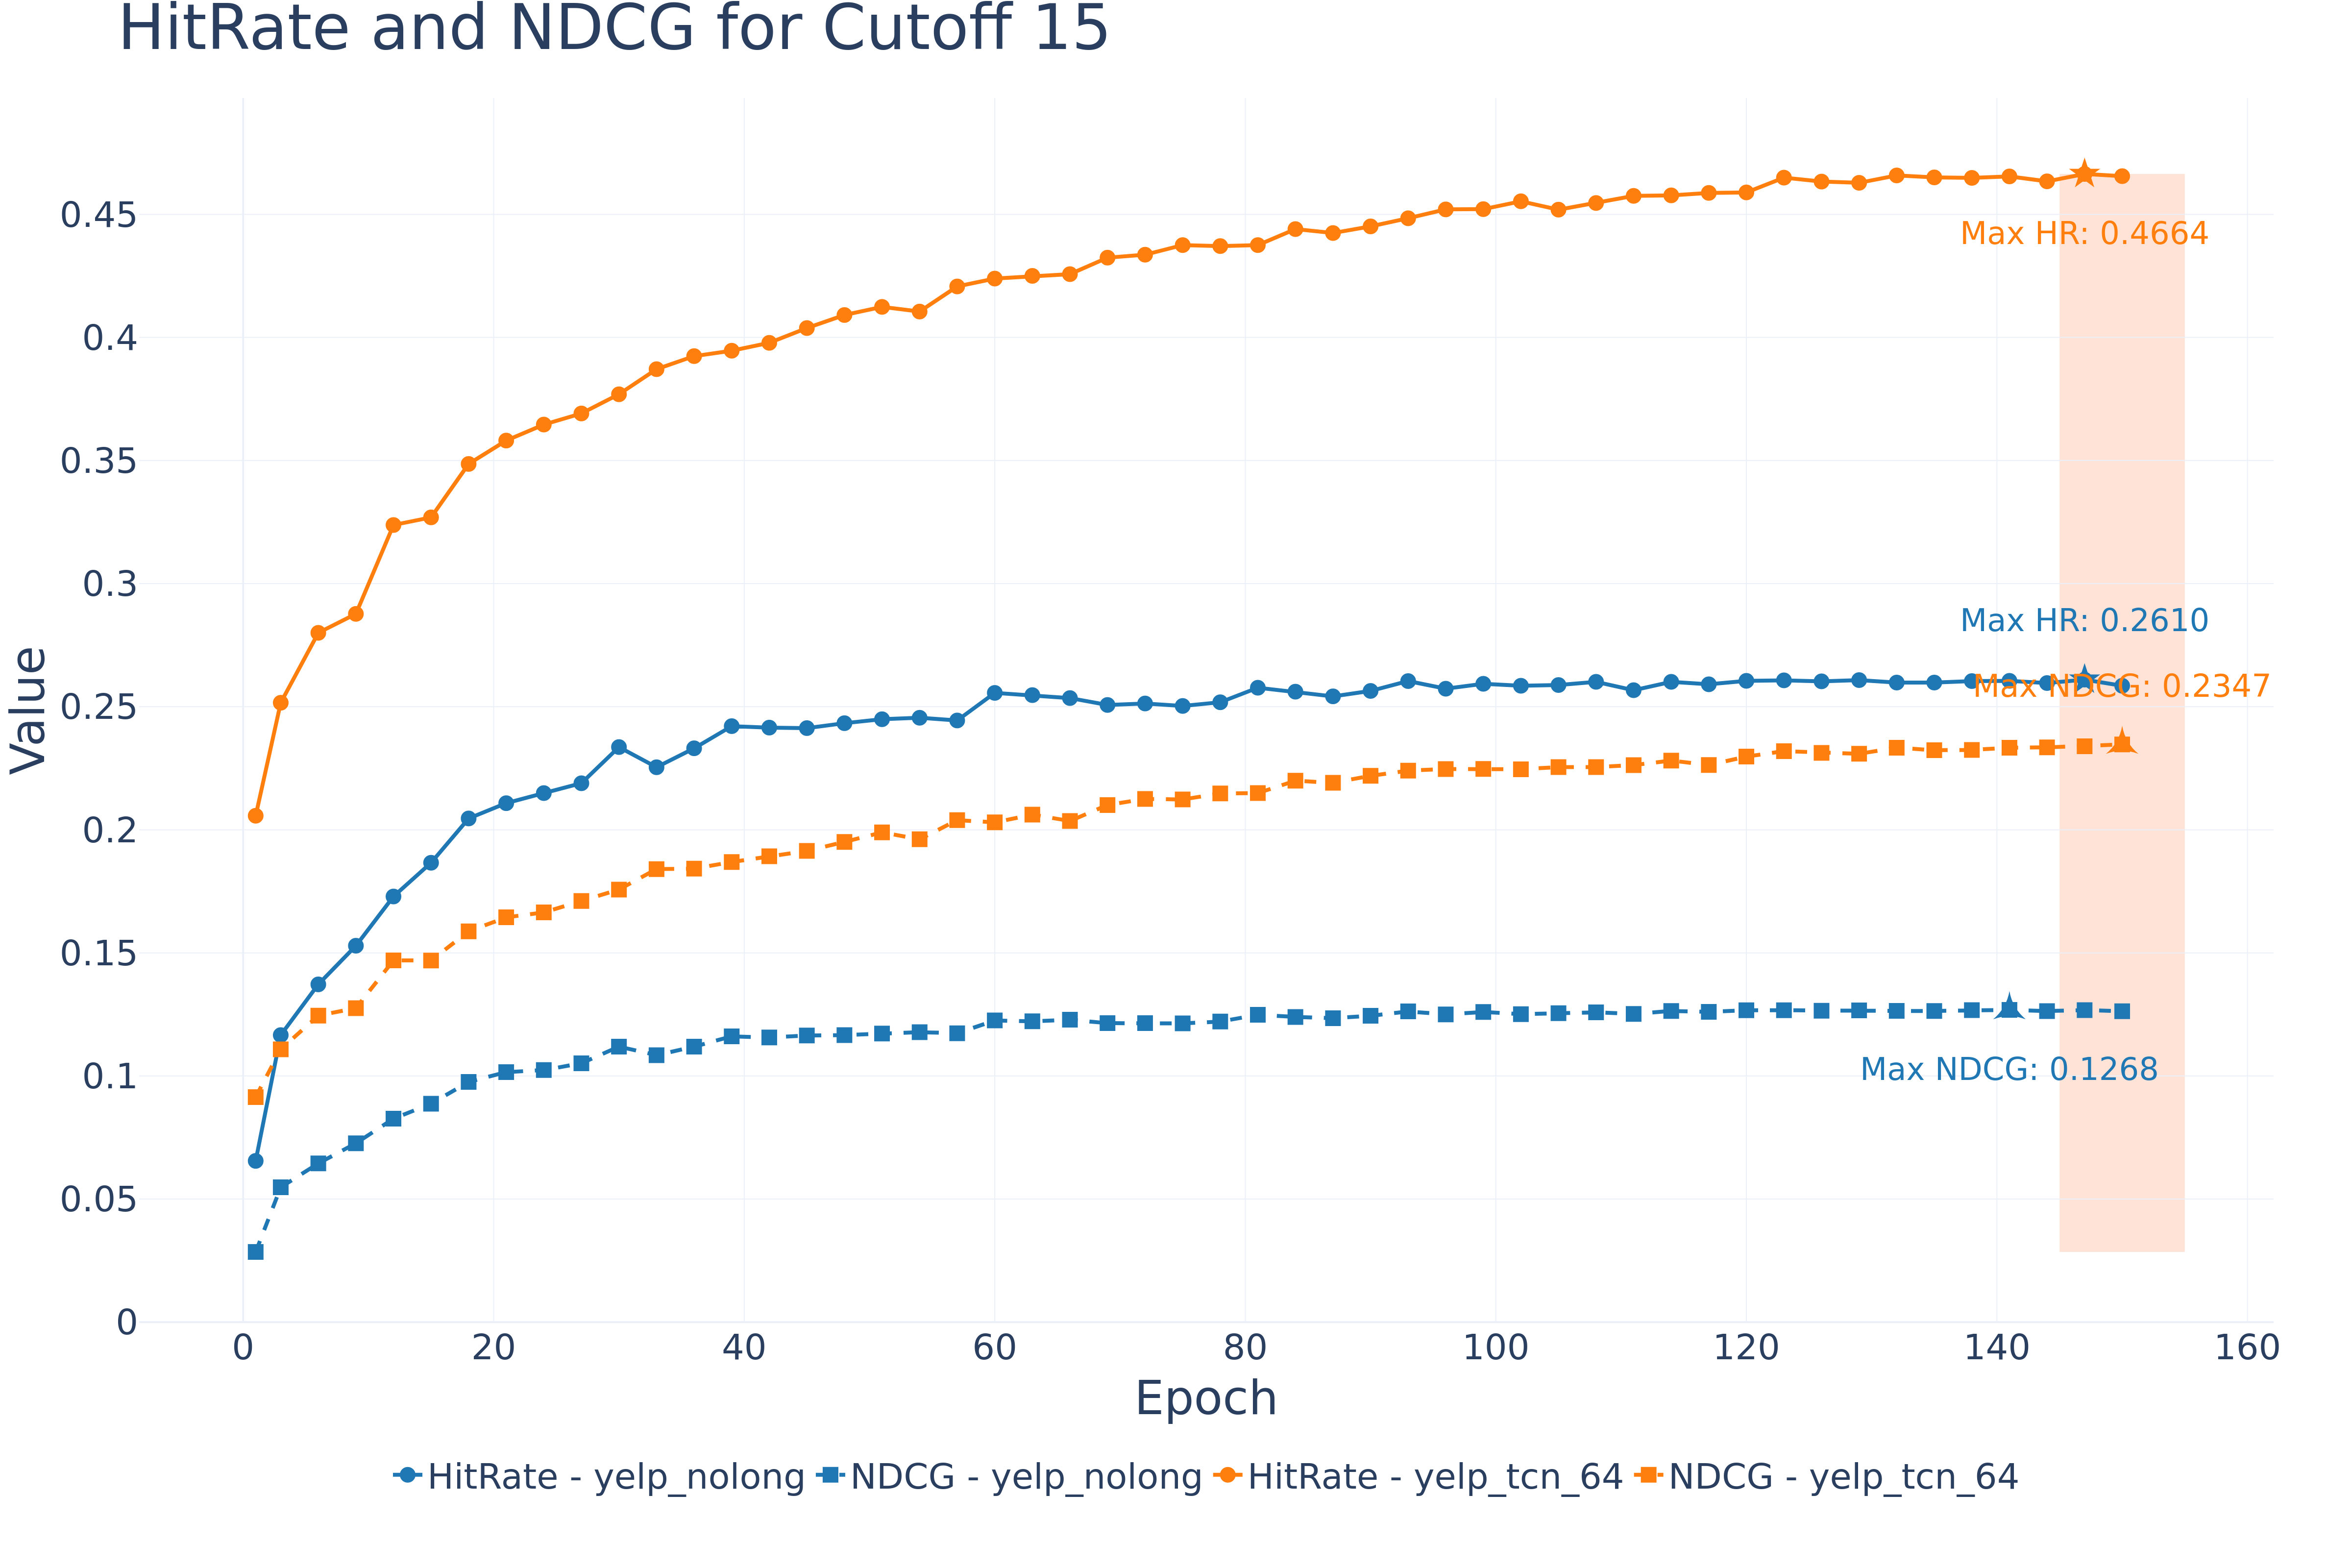 HitRate and NDCG for Cutoff 15
Value
0.45
0.4
0.35
0.3
0.25
0.2
0.15
0.1
0.05
0
Max HR: 0.4664
Max HR: 0.2610
Max NDCG: 0.2347
Max NDCG: 0.1268
0 20 40 60 80 100 120 140 160
Epoch
HitRate - yelp_nolong NDCG - yelp_nolong HitRate - yelp_tcn_64 NDCG - yelp_tcn_64